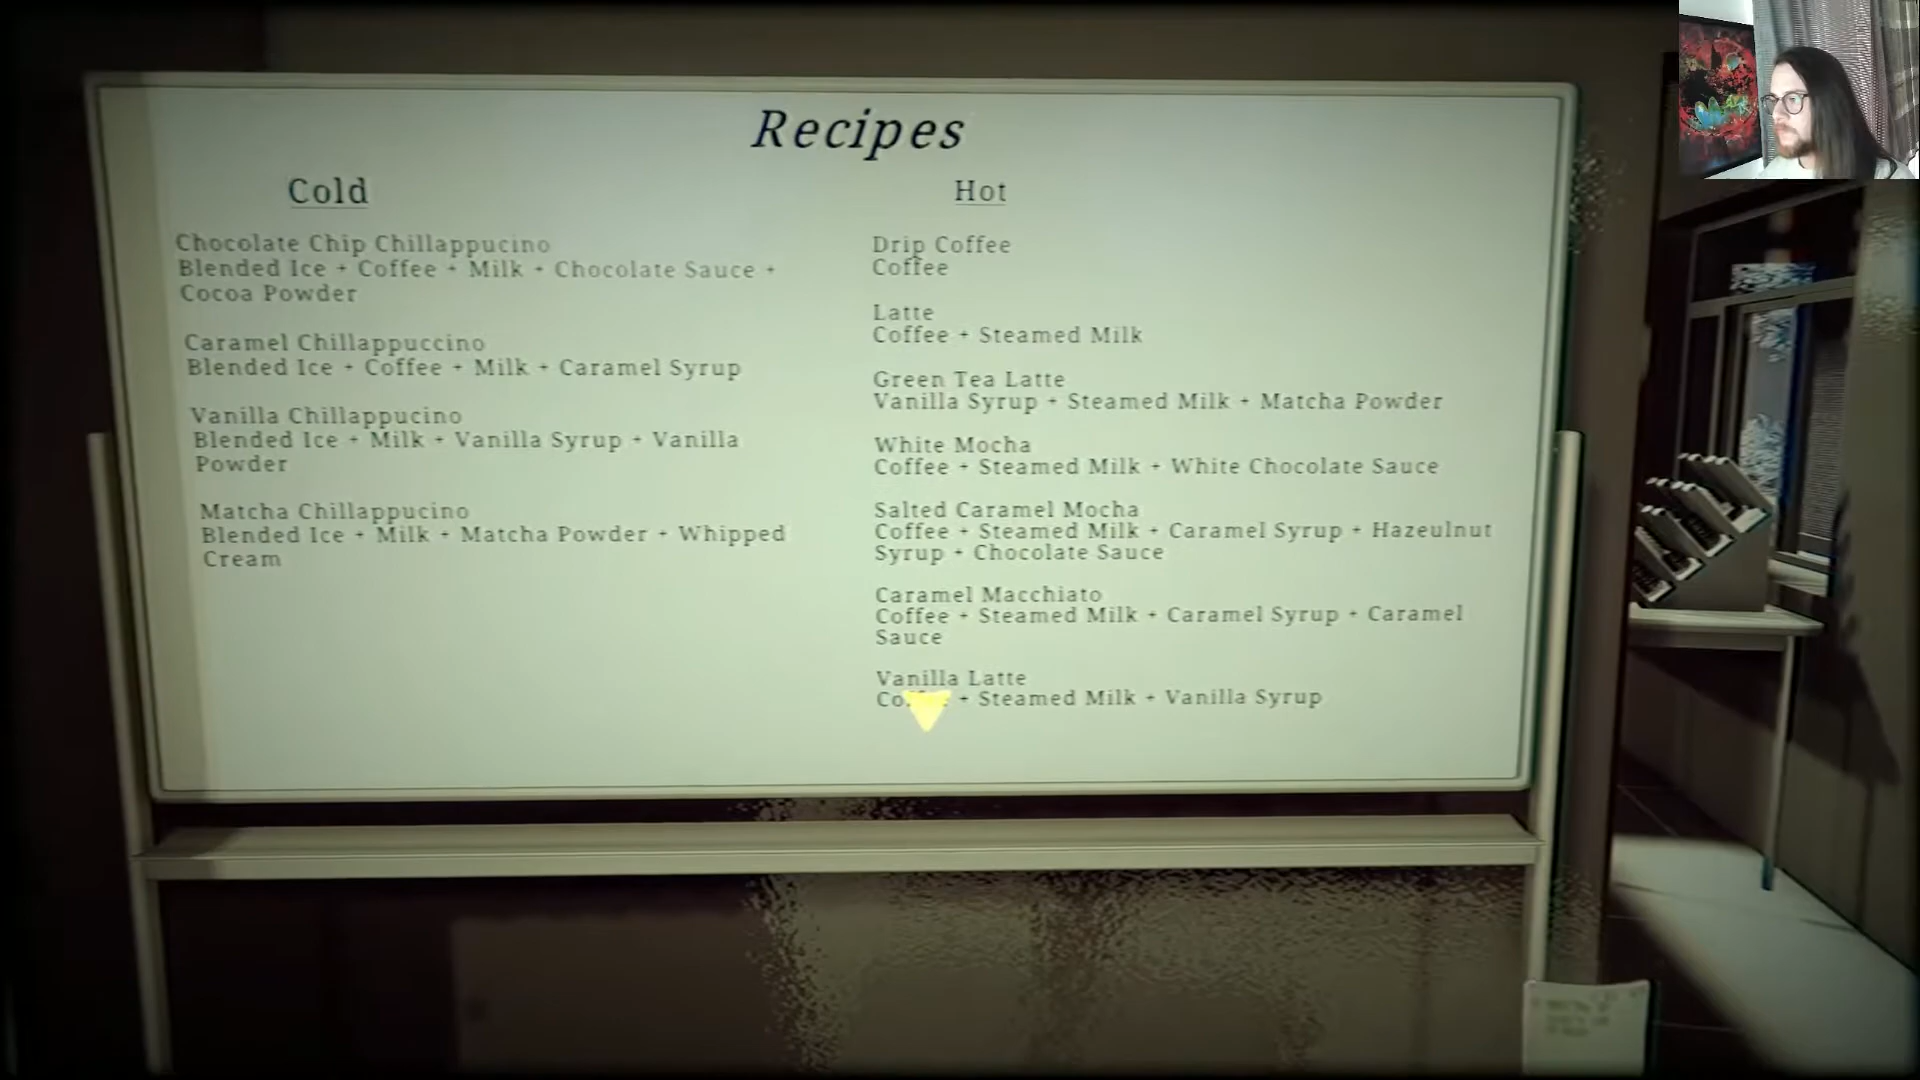 Recipes
Cold
Chocolate Chip Chillappucino
Blended Ice + Coffee + Milk + Chocolate Sauce +
Cocoa Powder
Caramel Chillappuccino
Blended Ice + Coffee + Milk + Caramel Syrup
Vanilla Chillappucino
Blended Ice + Milk + Vanilla Syrup + Vanilla
Powder
Matcha Chillappucino
Blended Ice + Milk + Matcha Powder + Whipped
Cream
Hot
Drip Coffee
Coffee
Latte
Coffee + Steamed Milk
Green Tea Latte
Vanilla Syrup + Steamed Milk + Matcha Powder
White Mocha
Coffee + Steamed Milk + White Chocolate Sauce
Salted Caramel Mocha
Coffee + Steamed Milk + Caramel Syrup + Hazeulnut
Syrup + Chocolate Sauce
Caramel Macchiato
Coffee + Steamed Milk + Caramel Syrup + Caramel
Sauce
Vanilla Latte
+ Steamed Milk + Vanilla Syrup